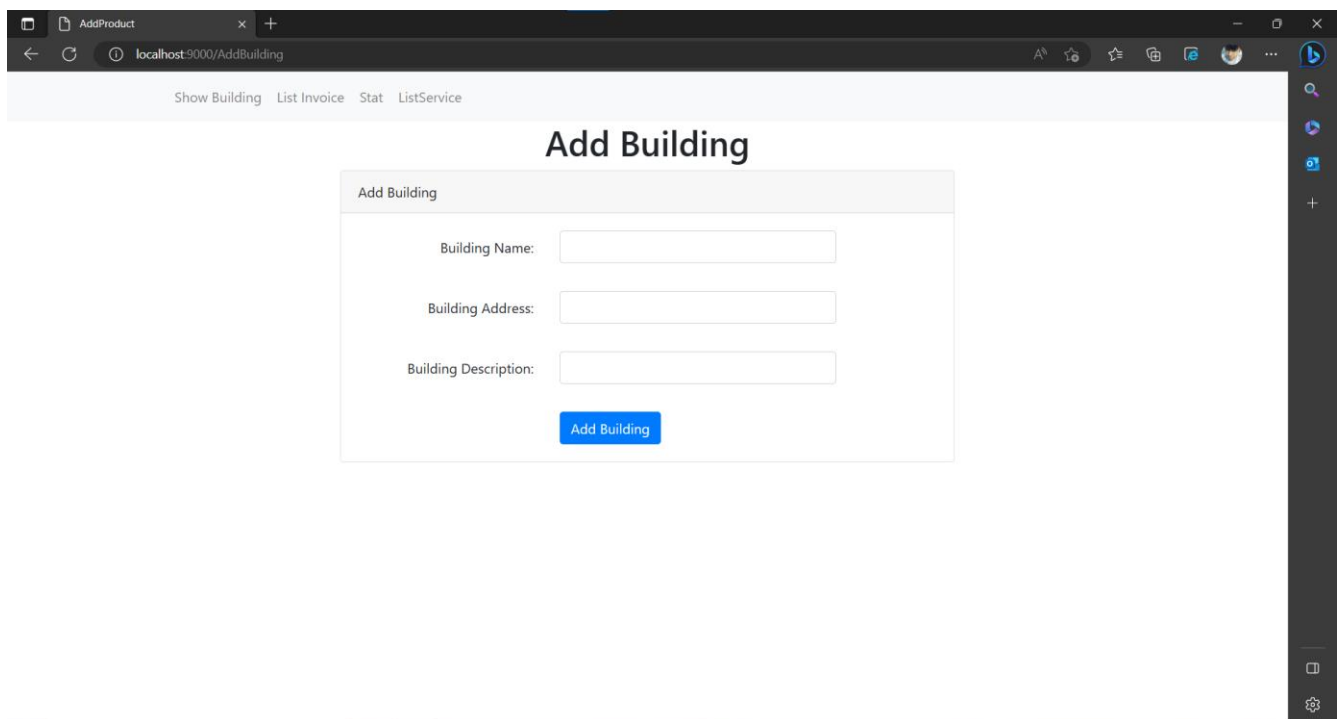 AddProduct
localhost:9000/AddBuilding
Show Building List Invoice Stat ListService
Add Building
Add Building
Building Name:
Building Address:
Building Description:
Add Building